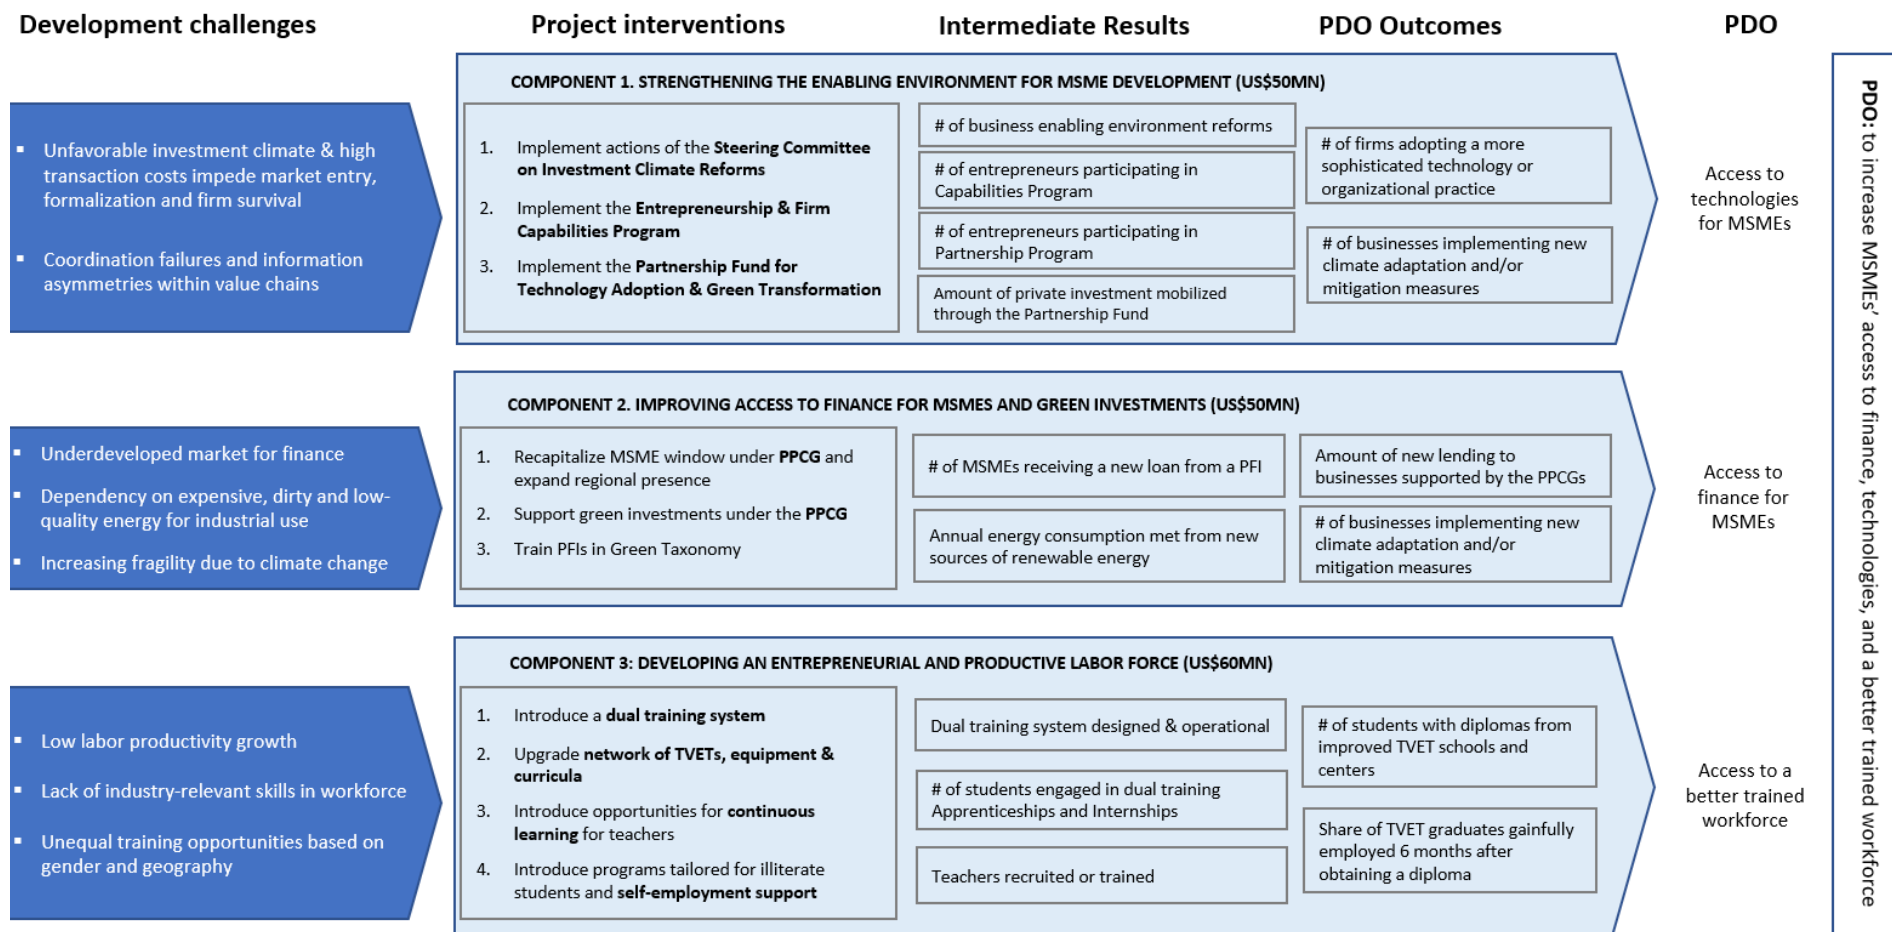 Development challenges
Project interventions
Intermediate Results
PDO Outcomes
PDO
COMPONENT 1. STRENGTHENING THE ENABLING ENVIRONMENT FOR MSME DEVELOPMENT (US$50MN)
▪ Unfavorable investment climate & high
transaction costs impede market entry,
formalization and firm survival
▪ Coordination failures and information
asymmetries within value chains
1. Implement actions of the Steering Committee
on Investment Climate Reforms
2. Implement the Entrepreneurship & Firm
Capabilities Program
3. Implement the Partnership Fund for
Technology Adoption & Green Transformation
# of business enabling environment reforms
# of entrepreneurs participating in
Capabilities Program
# of entrepreneurs participating in
Partnership Program
Amount of private investment mobilized
through the Partnership Fund
# of firms adopting a more
sophisticated technology or
organizational practice
# of businesses implementing new
climate adaptation and/or
mitigation measures
Access to
technologies
for MSMEs
COMPONENT 2. IMPROVING ACCESS TO FINANCE FOR MSMES AND GREEN INVESTMENTS (US$50MN)
▪ Underdeveloped market for finance
▪ Dependency on expensive, dirty and low-
quality energy for industrial use
▪ Increasing fragility due to climate change
1. Recapitalize MSME window under PPCG and
expand regional presence
2. Support green investments under the PPCG
3. Train PFIs in Green Taxonomy
# of MSMEs receiving a new loan from a PFI
Annual energy consumption met from new
sources of renewable energy
Amount of new lending to
businesses supported by the PPCGs
# of businesses implementing new
climate adaptation and/or
mitigation measures
Access to
finance for
MSMEs
COMPONENT 3: DEVELOPING AN ENTREPRENEURIAL AND PRODUCTIVE LABOR FORCE (US$60MN)
▪ Low labor productivity growth
▪ Lack of industry-relevant skills in workforce
▪ Unequal training opportunities based on
gender and geography
1. Introduce a dual training system
2. Upgrade network of TVETs, equipment &
curricula
3. Introduce opportunities for continuous
learning for teachers
4. Introduce programs tailored for illiterate
students and self-employment support
Dual training system designed & operational
# of students engaged in dual training
Apprenticeships and Internships
Teachers recruited or trained
# of students with diplomas from
improved TVET schools and
centers
Share of TVET graduates gainfully
employed 6 months after
obtaining a diploma
Access to a
better trained
workforce
PDO: to increase MSMEs’ access to finance, technologies, and a better trained workforce